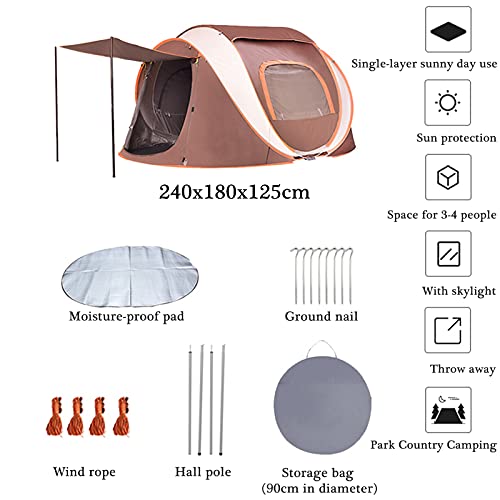 Single-layer sunny day use
Sun protection
240x180x125cm
Space for 3-4 people
With skylight
Moisture-proof pad
Ground nail
Throw away
Park Country Camping
Wind rope
Hall pole
Storage bag
(90cm in diameter)